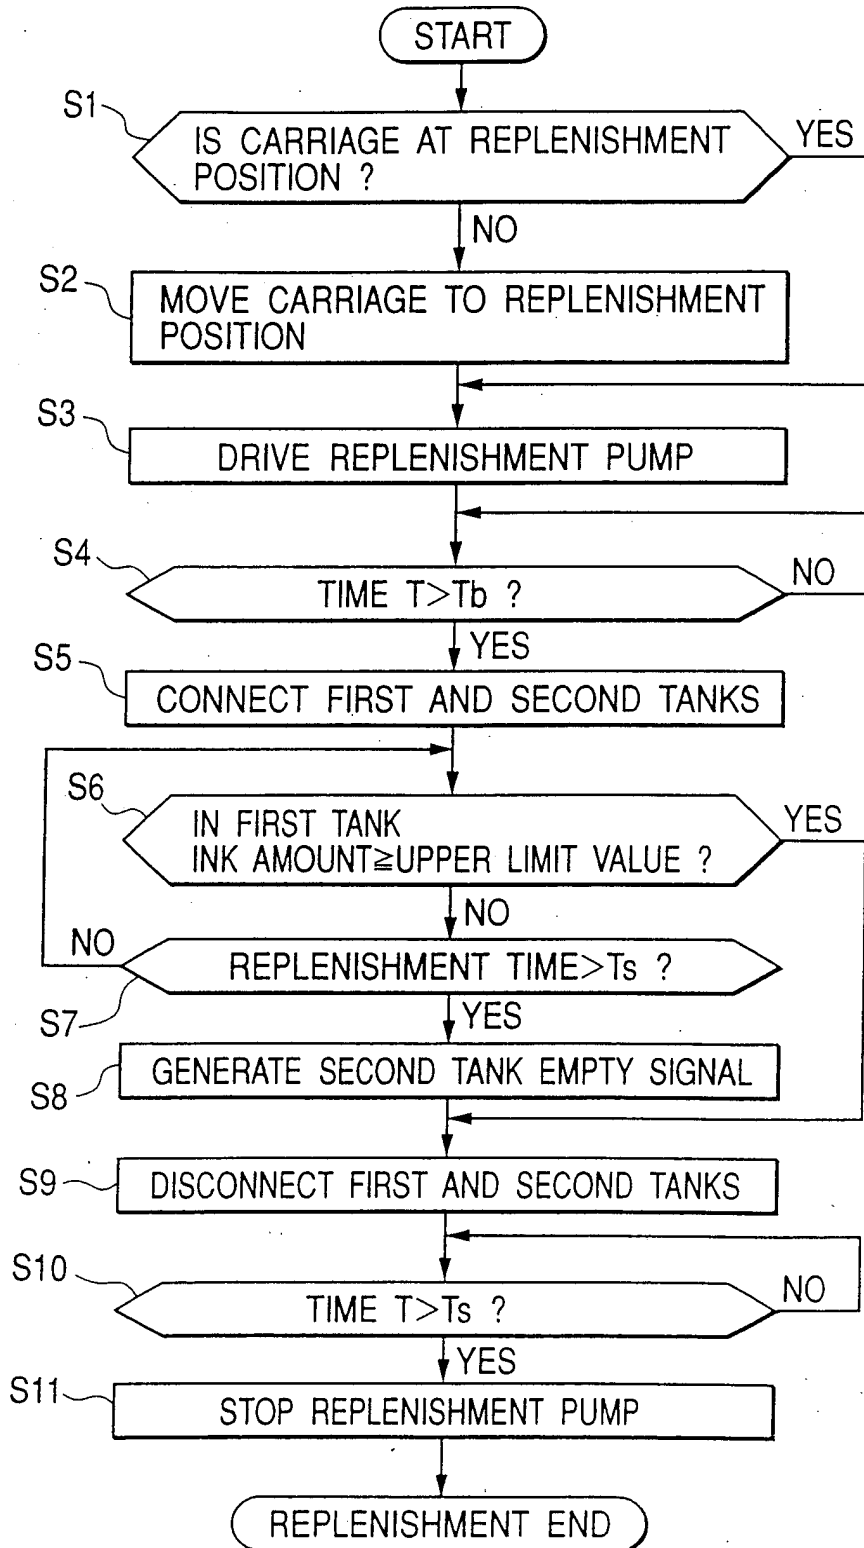 START
S1
IS CARRIAGE AT REPLENISHMENT
POSITION ?
YES
NO
S2
MOVE CARRIAGE TO REPLENISHMENT
POSITION
S3
DRIVE REPLENISHMENT PUMP
S4
TIME T>Tb ?
NO
YES
S5
CONNECT FIRST AND SECOND TANKS
S6
IN FIRST TANK
INK AMOUNT≧UPPER LIMIT VALUE ?
YES
NO
NO
REPLENISHMENT TIME>Ts ?
S7
YES
GENERATE SECOND TANK EMPTY SIGNAL
S8
S9
DISCONNECT FIRST AND SECOND TANKS
S10
TIME T>Ts ?
NO
YES
S11
STOP REPLENISHMENT PUMP
REPLENISHMENT END